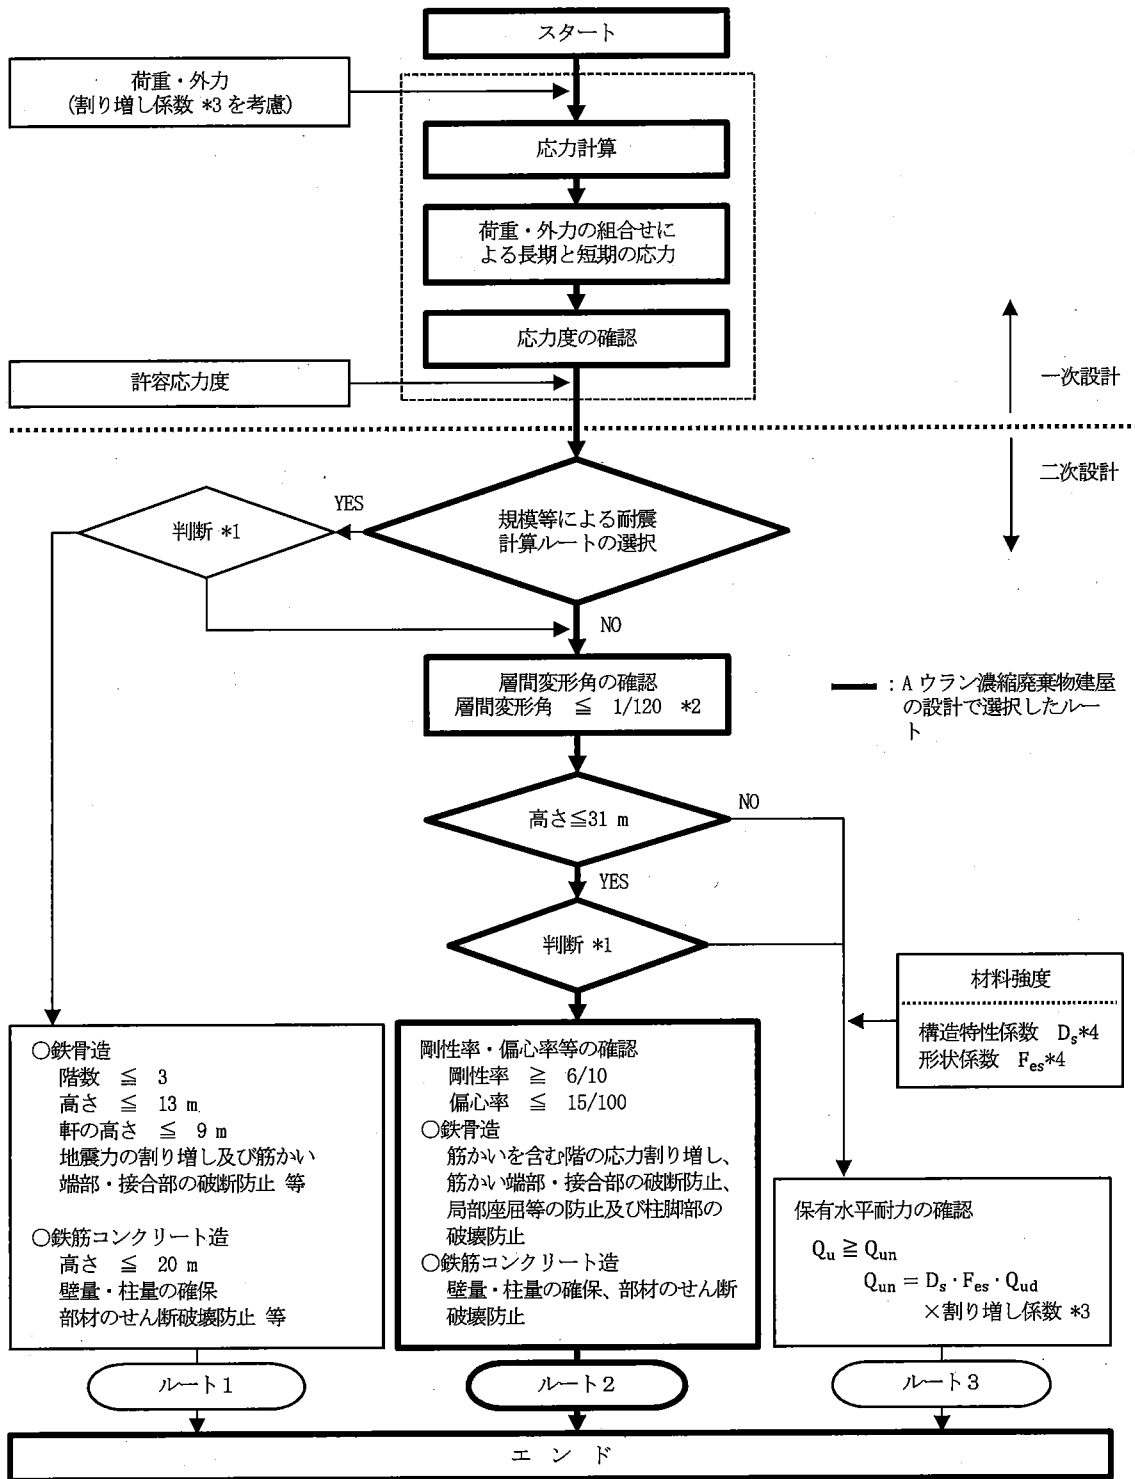 スタート
荷重・外力
(割り増し係数 *3 を考慮)
応力計算
荷重・外力の組合せに
よる長期と短期の応力
応力度の確認
許容応力度
一次設計
二次設計
規模等による耐震
計算ルートの選択
YES
判断 *1
NO
層間変形角の確認
層間変形角 ≦ 1/120 *2
:A ウラン濃縮廃棄物建屋
の設計で選択したルー
ト
高さ≦31 m
NO
YES
判断 *1
材料強度
構造特性係数 Ds*4
形状係数 Fes*4
○鉄骨造
階数 ≦ 3
高さ ≦ 13 m
軒の高さ ≦ 9 m
地震力の割り増し及び筋かい
端部・接合部の破断防止 等
○鉄筋コンクリート造
高さ ≦ 20 m
壁量・柱量の確保
部材のせん断破壊防止 等
剛性率・偏心率等の確認
剛性率 ≧ 6/10
偏心率 ≦ 15/100
○鉄骨造
筋かいを含む階の応力割り増し、
筋かい端部・接合部の破断防止、
局部座屈等の防止及び柱脚部の
破壊防止
○鉄筋コンクリート造
壁量・柱量の確保、部材のせん断
破壊防止
保有水平耐力の確認
Qu ≧ Qun
Qun = Ds・Fes・Qud
×割り増し係数 *3
ルート1
ルート2
ルート3
エ ン ド